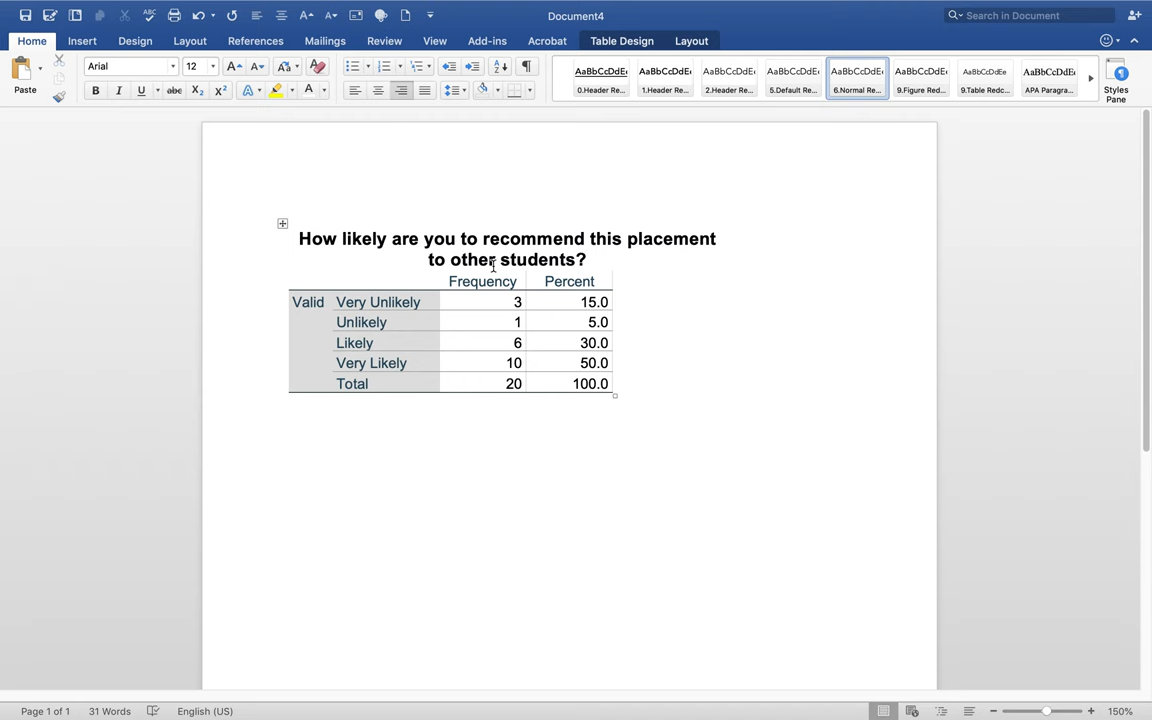 Document4
Search in Document
Home Insert Design Layout References Mailings Review View Add-ins Acrobat Table Design Layout
Paste
Arial 12
AaBbCcDdEe AaBbCcDdEe AaBbCcDdEe AaBbCcDdEe AaBbCcDdEe AaBbCcDdEe AaBbCcDdEe AaBbCcDdEe
0.Header Re... 1.Header Re... 2.Header Re... 5.Default Re... 6.Normal Re... 9.Figure Red... 9.Table Redc... APA Paragra...
Styles
Pane
How likely are you to recommend this placement
to other students?
Frequency Percent
Valid Very Unlikely 3 15.0
Unlikely 1 5.0
Likely 6 30.0
Very Likely 10 50.0
Total 20 100.0
Page 1 of 1 31 Words English (US) 150%